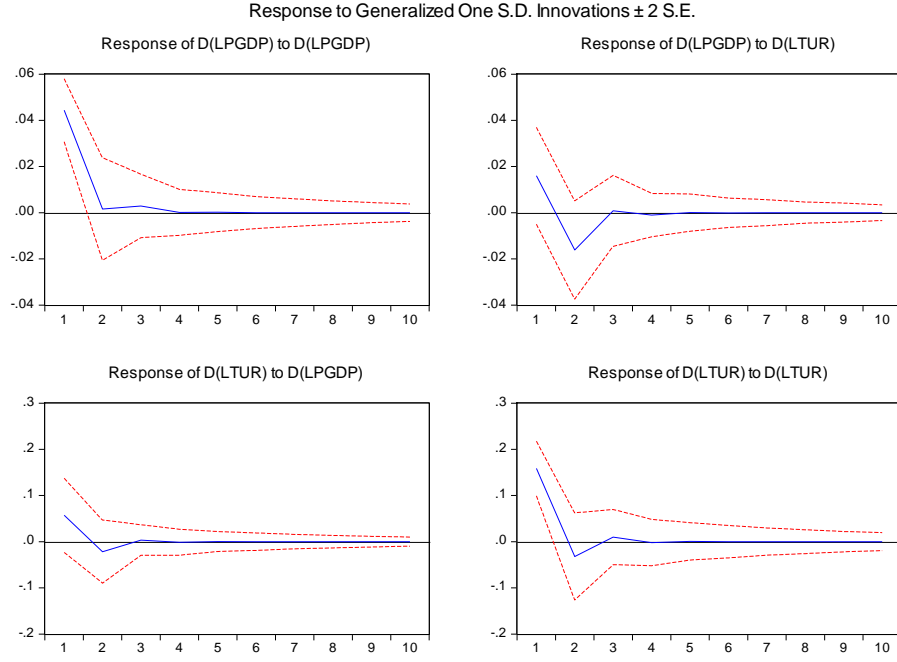 Response to Generalized One S.D. Innovations ± 2 S.E.
Response of D(LPGDP) to D(LPGDP)
.06
.04
.02
.00
-.02
-.04
1 2 3 4 5 6 7 8 9 10
Response of D(LPGDP) to D(LTUR)
.06
.04
.02
.00
-.02
-.04
1 2 3 4 5 6 7 8 9 10
Response of D(LTUR) to D(LPGDP)
.3
.2
.1
.0
-.1
-.2
1 2 3 4 5 6 7 8 9 10
Response of D(LTUR) to D(LTUR)
.3
.2
.1
.0
-.1
-.2
1 2 3 4 5 6 7 8 9 10